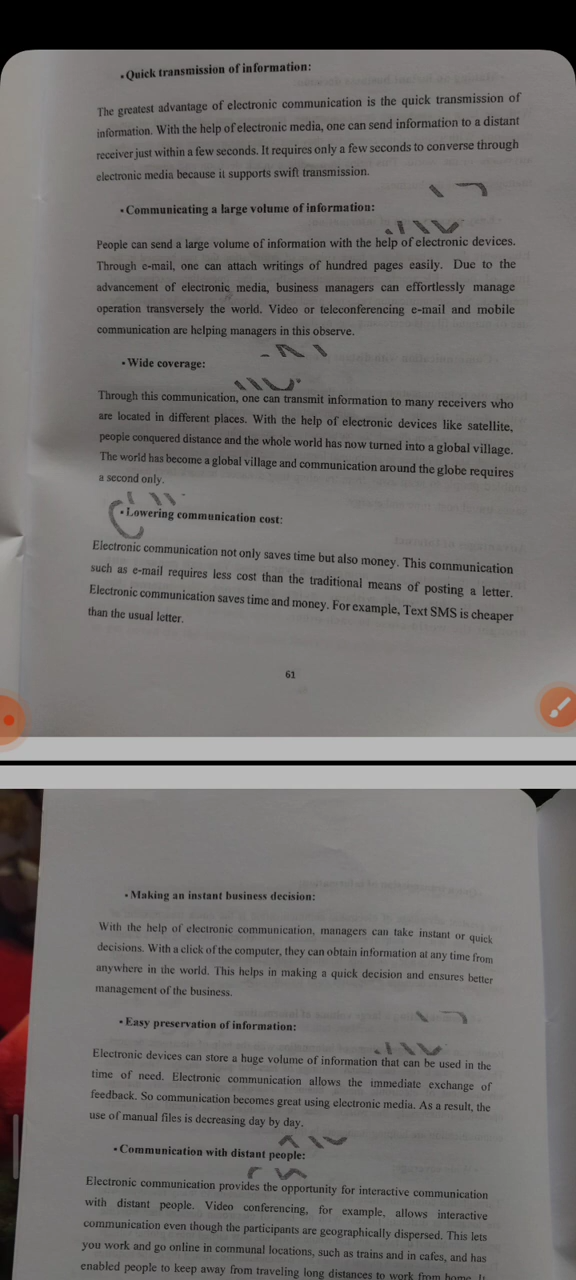 • Quick transmission of information:
The greatest advantage of electronic communication is the quick transmission of
information. With the help of electronic media, one can send information to a distant
receiver just within a few seconds. It requires only a few seconds to converse through
electronic media because it supports swift transmission.
• Communicating a large volume of information:
People can send a large volume of information with the help of electronic devices.
Through e-mail, one can attach writings of hundred pages easily. Due to the
advancement of electronic media, business managers can effortlessly manage
operation transversely the world. Video or teleconferencing e-mail and mobile
communication are helping managers in this observe.
• Wide coverage:
Through this communication, one can transmit information to many receivers who
are located in different places. With the help of electronic devices like satellite,
people conquered distance and the whole world has now turned into a global village.
The world has become a global village and communication around the globe requires
a second only.
• Lowering communication cost:
Electronic communication not only saves time but also money. This communication
such as e-mail requires less cost than the traditional means of posting a letter.
Electronic communication saves time and money. For example, Text SMS is cheaper
than the usual letter.
61
• Making an instant business decision:
With the help of electronic communication, managers can take instant or quick
decisions. With a click of the computer, they can obtain information at any time from
anywhere in the world. This helps in making a quick decision and ensures better
management of the business.
• Easy preservation of information:
Electronic devices can store a huge volume of information that can be used in the
time of need. Electronic communication allows the immediate exchange of
feedback. So communication becomes great using electronic media. As a result, the
use of manual files is decreasing day by day.
• Communication with distant people:
Electronic communication provides the opportunity for interactive communication
with distant people. Video conferencing, for example, allows interactive
communication even though the participants are geographically dispersed. This lets
you work and go online in communal locations, such as trains and in cafes, and has
enabled people to keep away from traveling long distances to work from home.